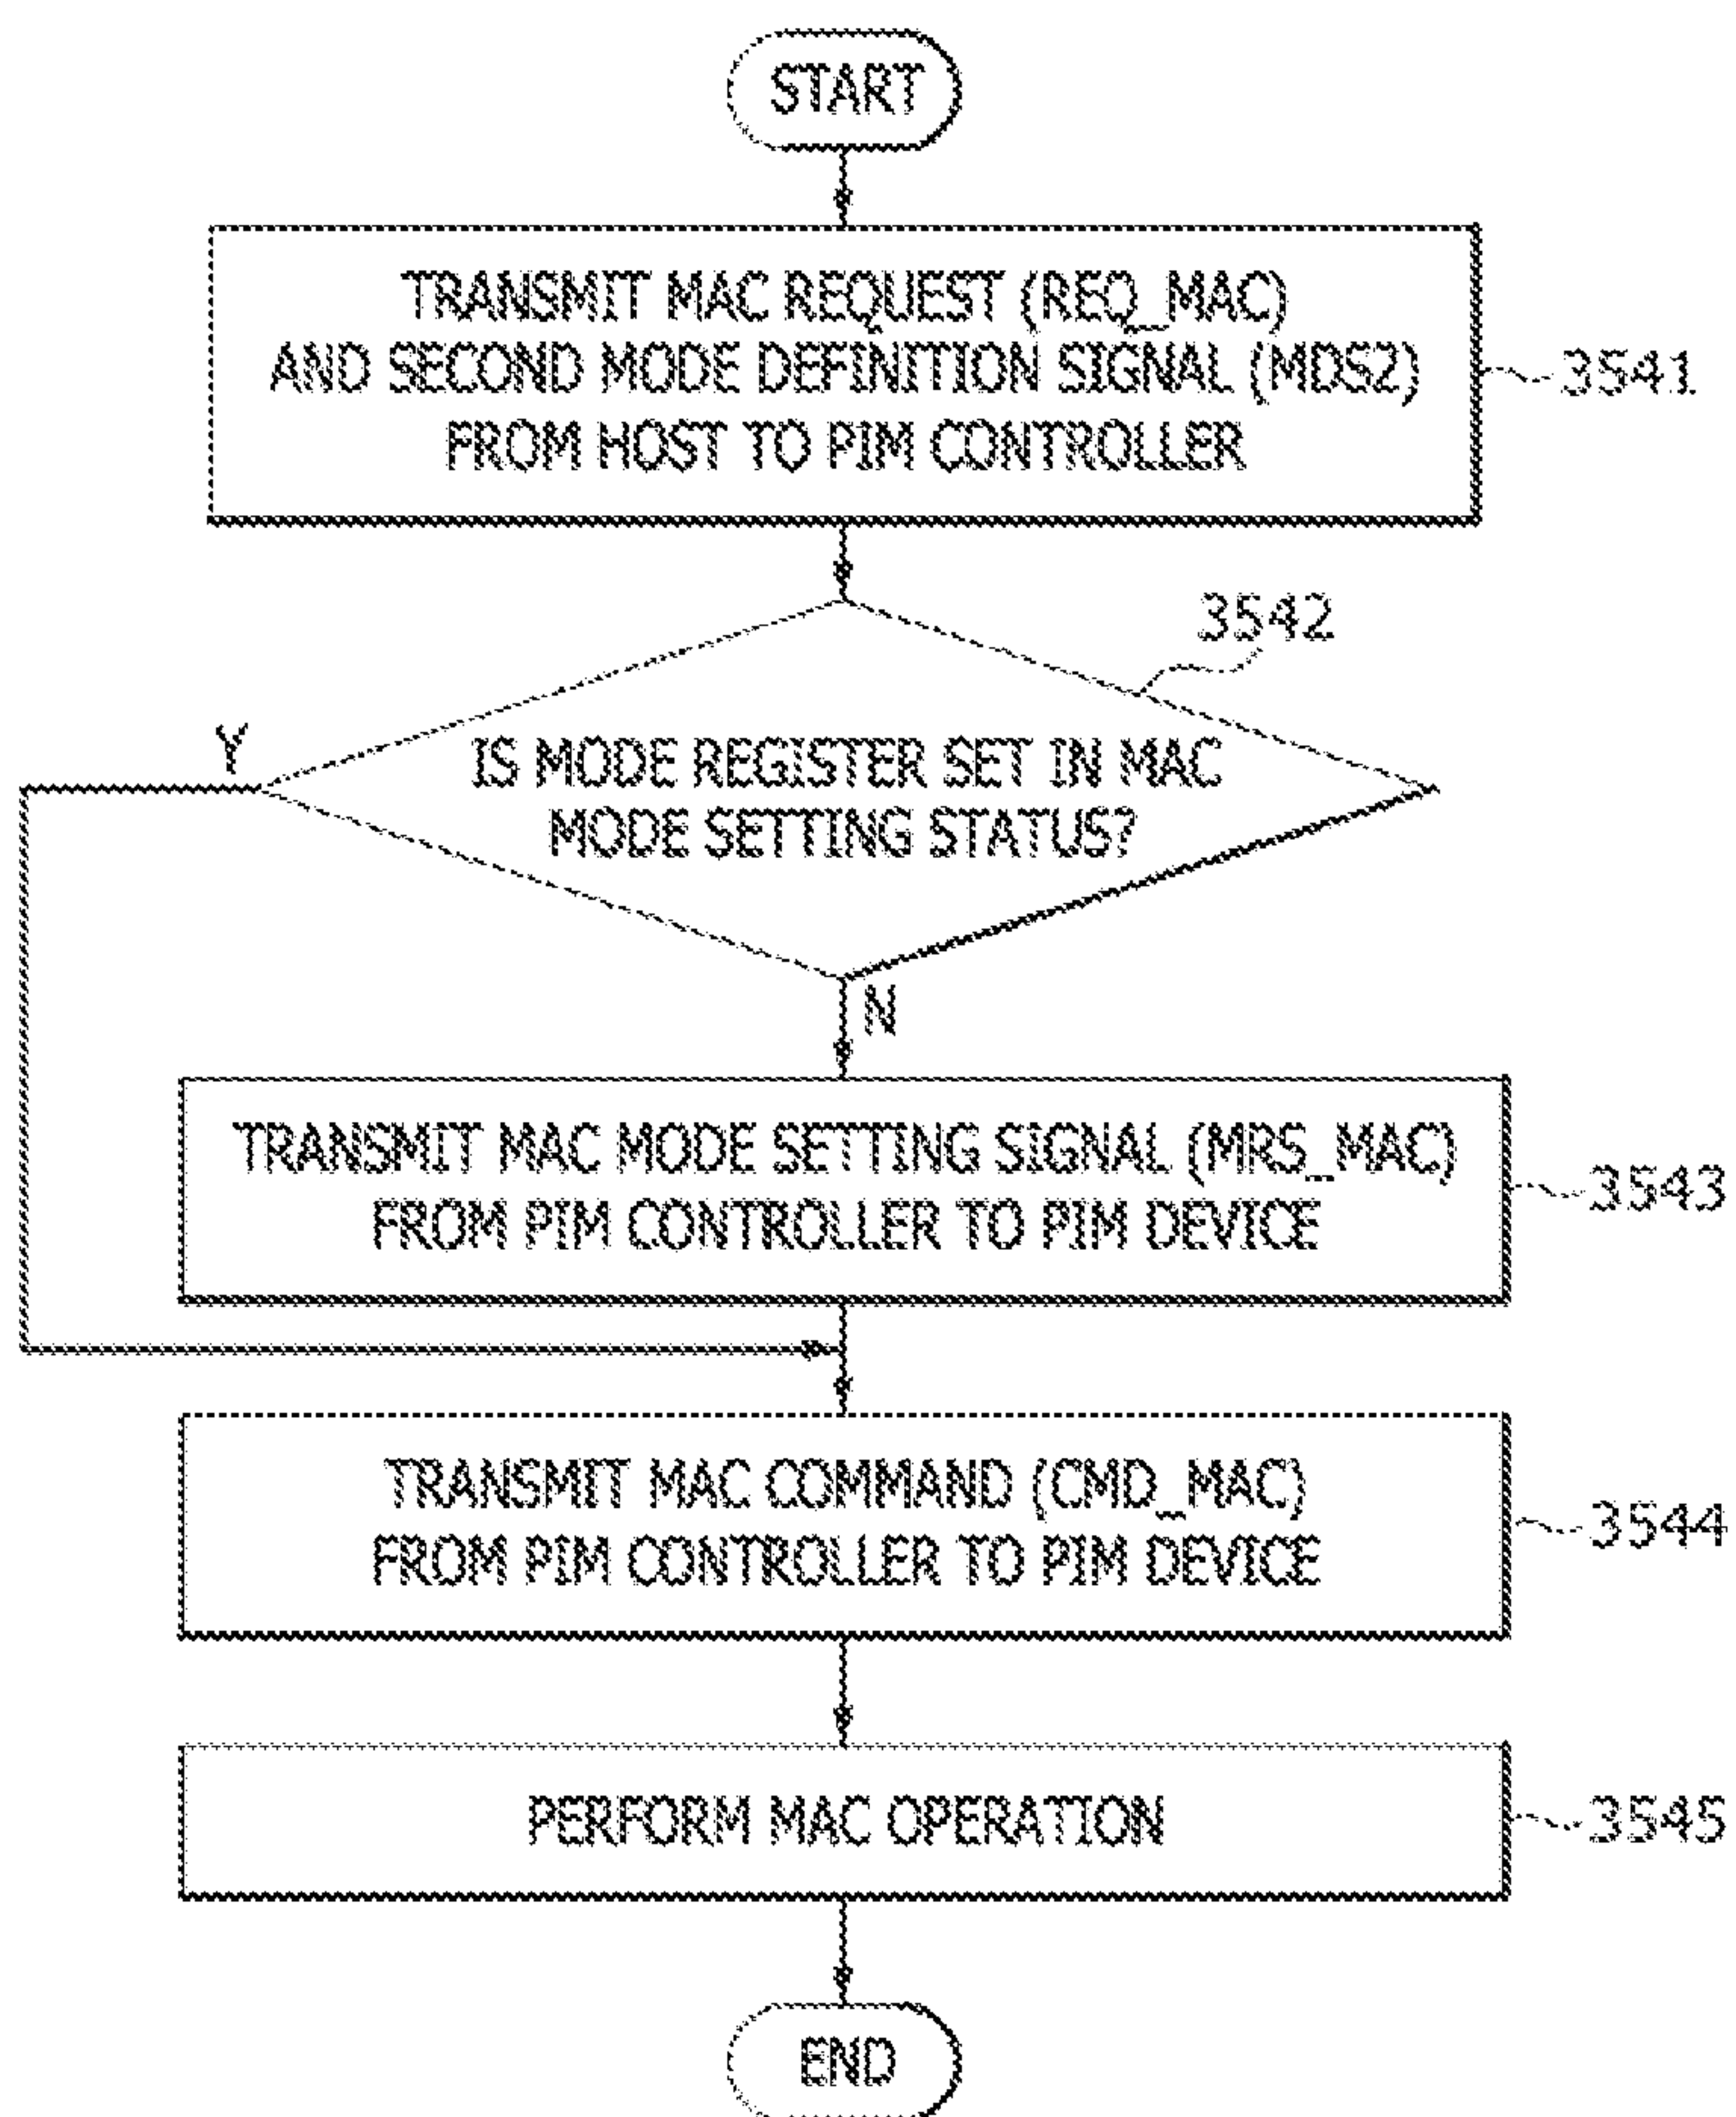 START
TRANSMIT MAC REQUEST (REQ_MAC)
AND SECOND MODE DEFINITION SIGNAL (MDS2)
FROM HOST TO PIM CONTROLLER
3541
3542
Y
IS MODE REGISTER SET IN MAC
MODE SETTING STATUS?
N
TRANSMIT MAC MODE SETTING SIGNAL (MRS_MAC)
FROM PIM CONTROLLER TO PIM DEVICE
3543
TRANSMIT MAC COMMAND (CMD_MAC)
FROM PIM CONTROLLER TO PIM DEVICE
3544
PERFORM MAC OPERATION
3545
END